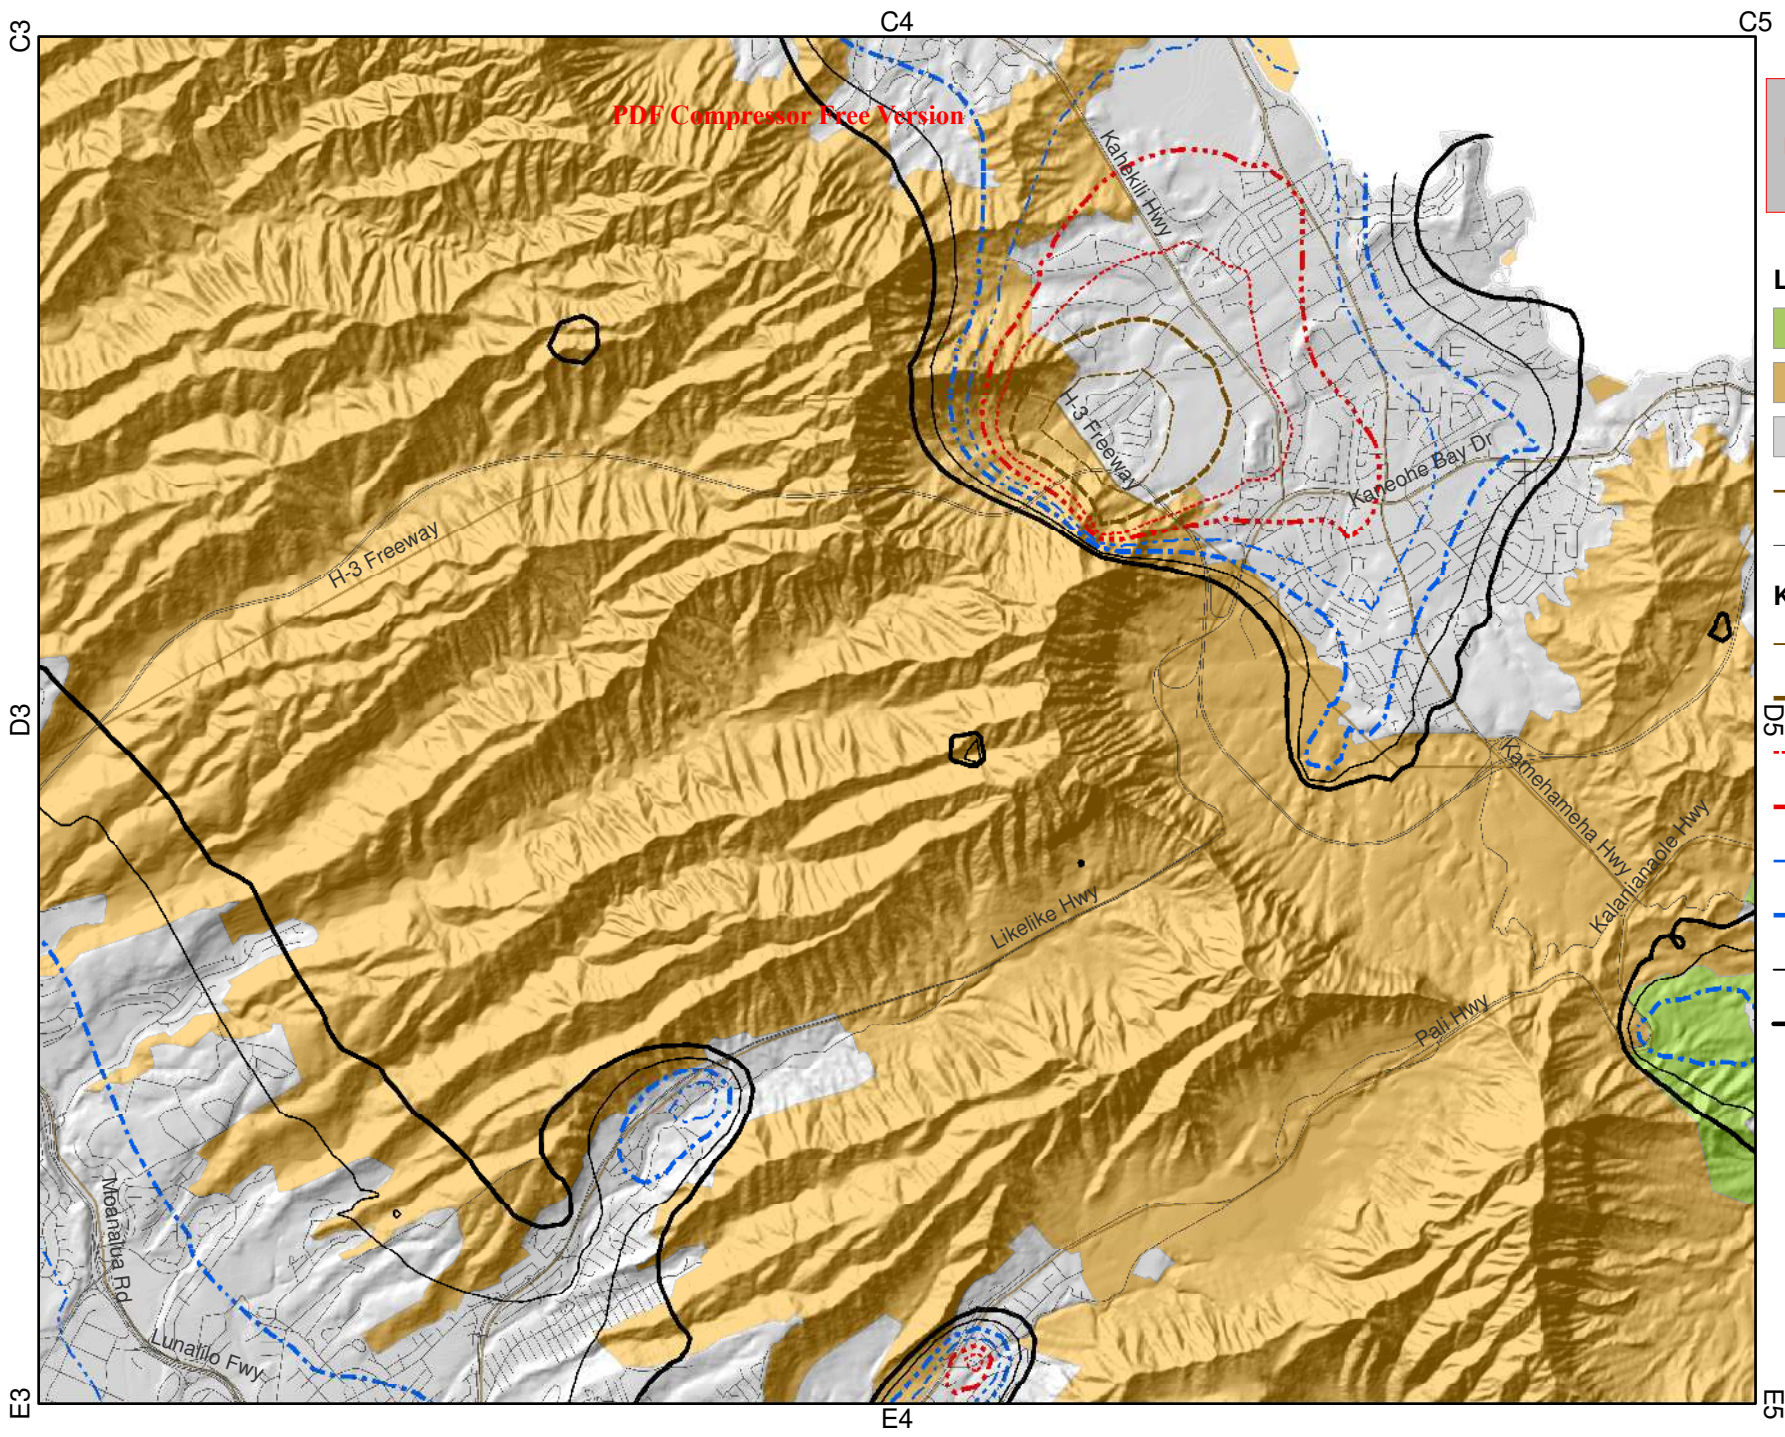 C3
C4
C5
PDF Compressor Free Version
Kahekili Hwy
L
H-3 Freeway
Kaneohe Bay Dr
H-3 Freeway
K
D3
D5
Kamehameha Hwy
Kalanianaole Hwy
Likelike Hwy
Pali Hwy
Moanalua Rd
Lunalilo Fwy
E3
E4
E5